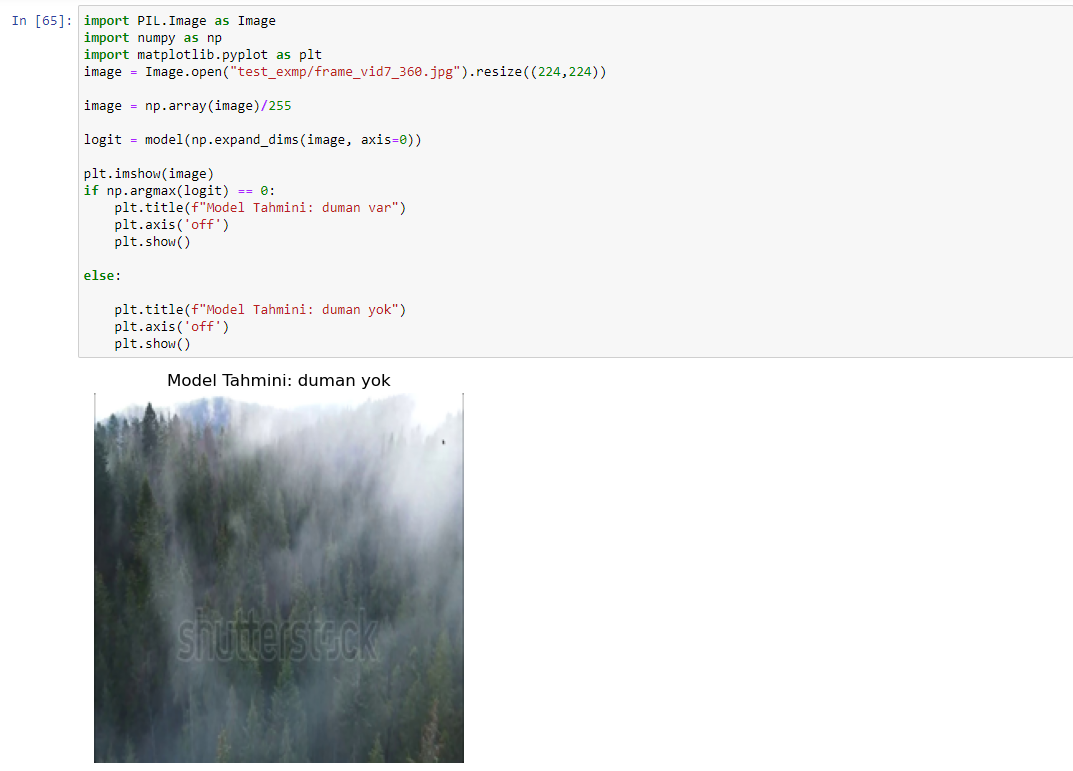 In [65]:
import PIL.Image as Image
import numpy as np
import matplotlib.pyplot as plt
image = Image.open("test_exmp/frame_vid7_360.jpg").resize((224,224))
image = np.array(image)/255
logit = model(np.expand_dims(image, axis=0))
plt.imshow(image)
if np.argmax(logit) == 0:
    plt.title(f"Model Tahmini: duman var")
    plt.axis('off')
    plt.show()
else:
    plt.title(f"Model Tahmini: duman yok")
    plt.axis('off')
    plt.show()
Model Tahmini: duman yok
shutterstock